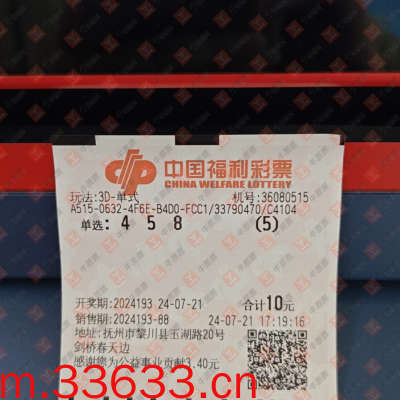 中国福利彩票
CHINA WELFARE LOTTERY
玩法:3D-单式 机号:36080515
A515-0632-4F6E-B4D0-FCC1/33790470/C4104
单选: 4 5 8 (5)
开奖期:2024193 24-07-21 合计10元
销售期:2024193-88 24-07-21 17:19:16
地址:抚州市黎川县玉湖路20号
剑桥春天边
感谢您为公益事业贡献3.40元
m.33633.cn